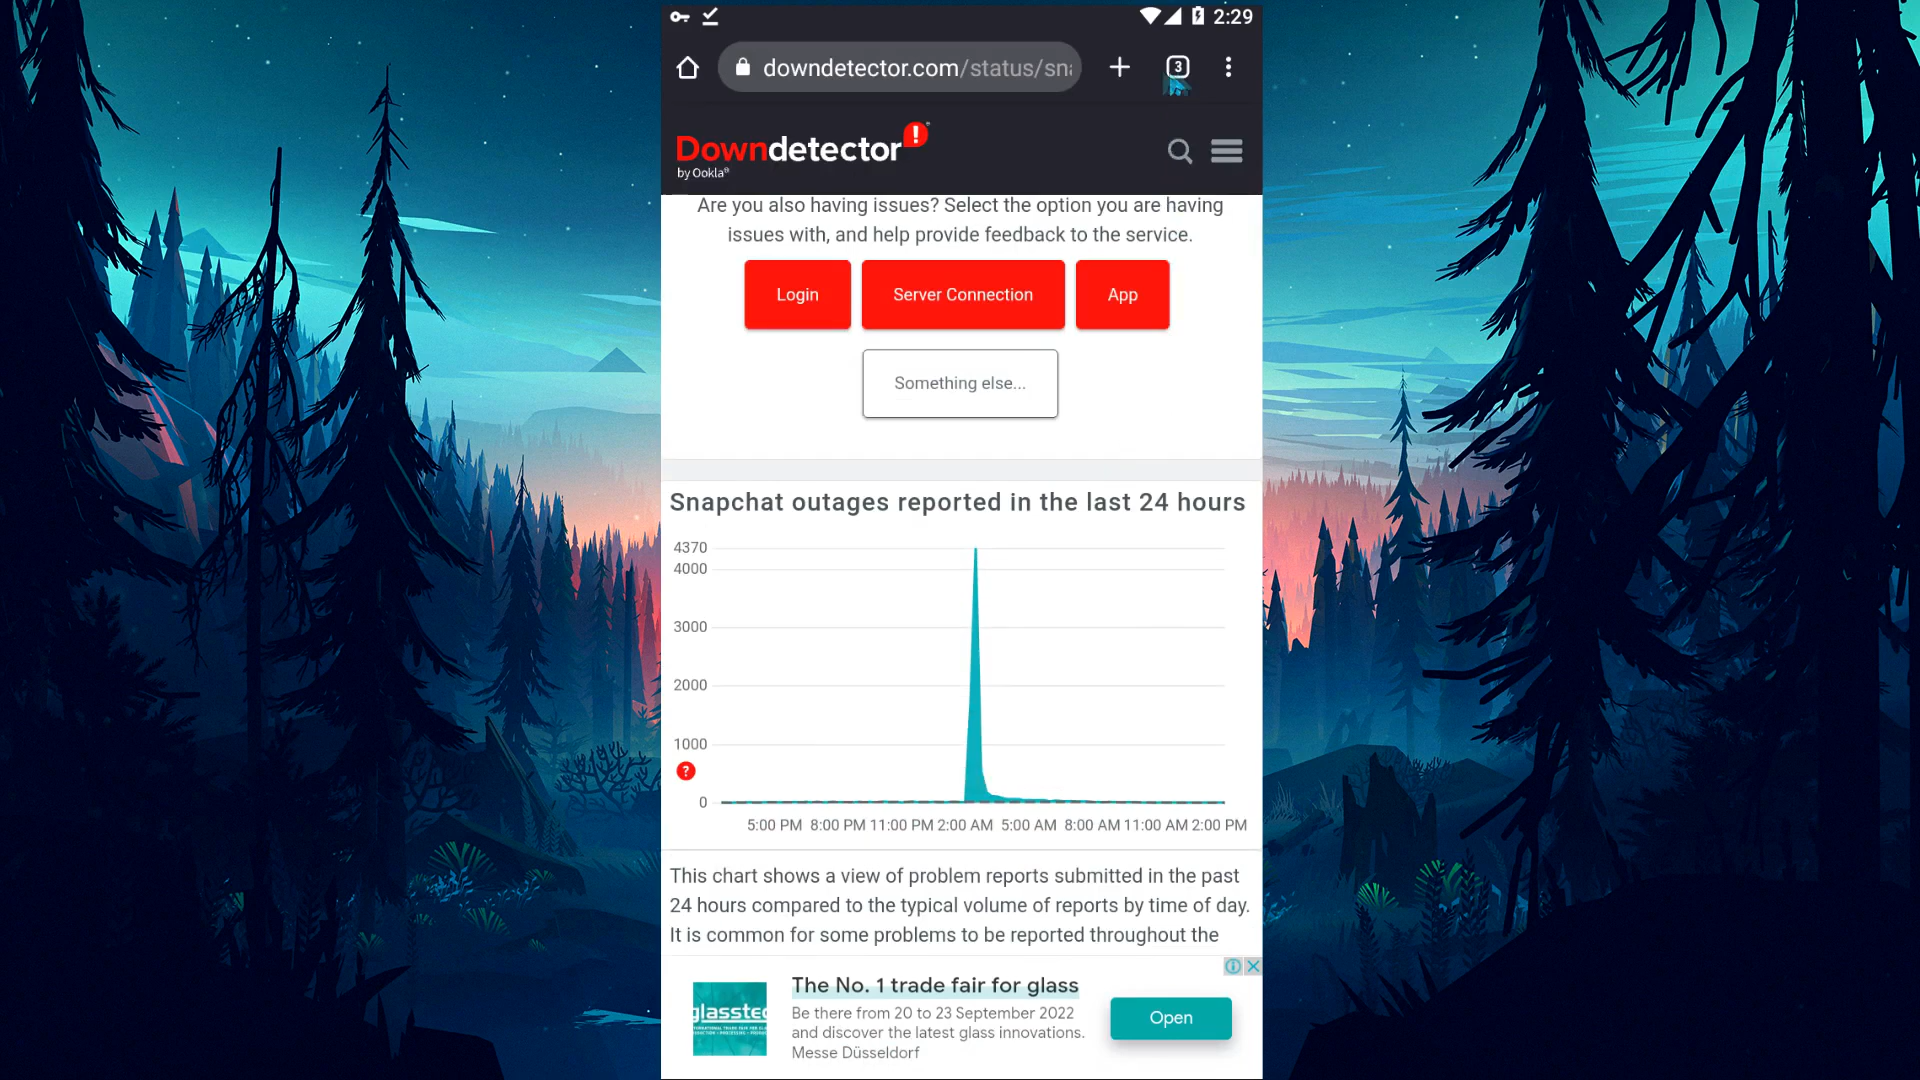 2:29
downdetector.com/status/sna
3
Downdetector!
by Ookla®
Are you also having issues? Select the option you are having
issues with, and help provide feedback to the service.
Login
Server Connection
App
Something else...
Snapchat outages reported in the last 24 hours
4370
4000
3000
2000
1000
?
0
5:00 PM 8:00 PM 11:00 PM 2:00 AM 5:00 AM 8:00 AM 11:00 AM 2:00 PM
This chart shows a view of problem reports submitted in the past
24 hours compared to the typical volume of reports by time of day.
It is common for some problems to be reported throughout the
glasstec
The No. 1 trade fair for glass
Be there from 20 to 23 September 2022
and discover the latest glass innovations.
Messe Düsseldorf
Open